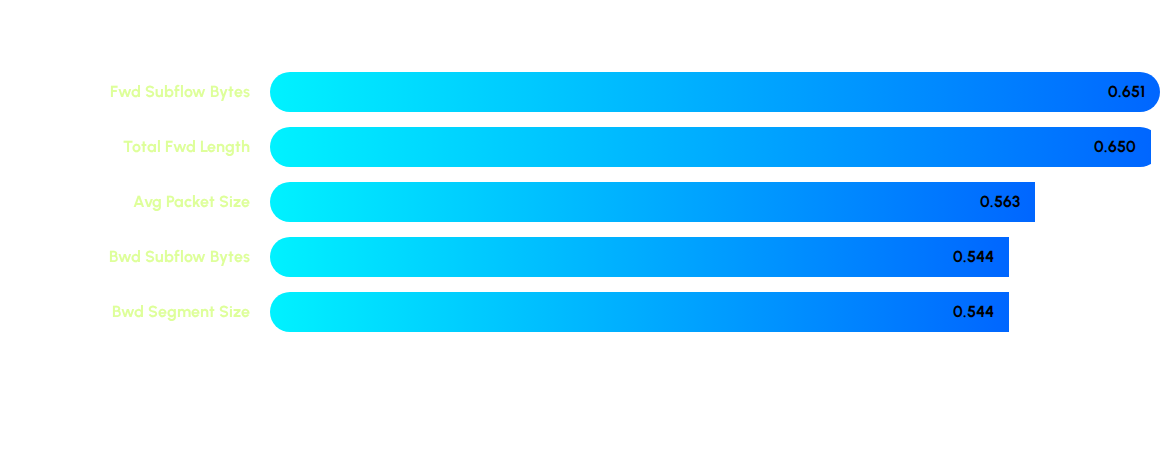 Fwd Subflow Bytes 0.651
Total Fwd Length 0.650
Avg Packet Size 0.563
Bwd Subflow Bytes 0.544
Bwd Segment Size 0.544